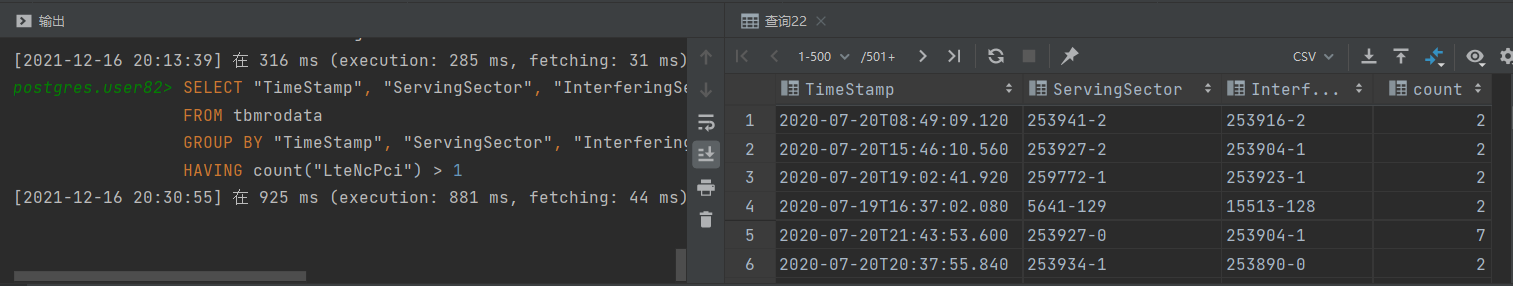 输出
[2021-12-16 20:13:39] 在 316 ms (execution: 285 ms, fetching: 31 ms)
postgres.user82> SELECT "TimeStamp", "ServingSector", "InterferingSe
FROM tbmrodata
GROUP BY "TimeStamp", "ServingSector", "Interfering
HAVING count("LteNcPci") > 1
[2021-12-16 20:30:55] 在 925 ms (execution: 881 ms, fetching: 44 ms)
查询22
1-500 /501+ CSV
TimeStamp ServingSector Interf... count
1 2020-07-20T08:49:09.120 253941-2 253916-2 2
2 2020-07-20T15:46:10.560 253927-2 253904-1 2
3 2020-07-20T19:02:41.920 259772-1 253923-1 2
4 2020-07-19T16:37:02.080 5641-129 15513-128 2
5 2020-07-20T21:43:53.600 253927-0 253904-1 7
6 2020-07-20T20:37:55.840 253934-1 253890-0 2